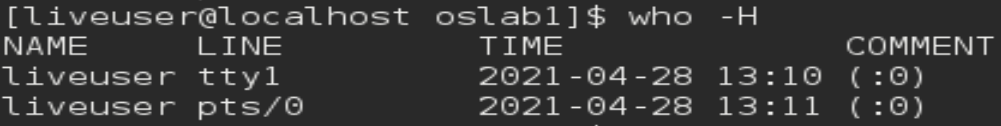 [liveuser@localhost oslab1]$ who -H
NAME     LINE         TIME             COMMENT
liveuser tty1         2021-04-28 13:10 (:0)
liveuser pts/0        2021-04-28 13:11 (:0)